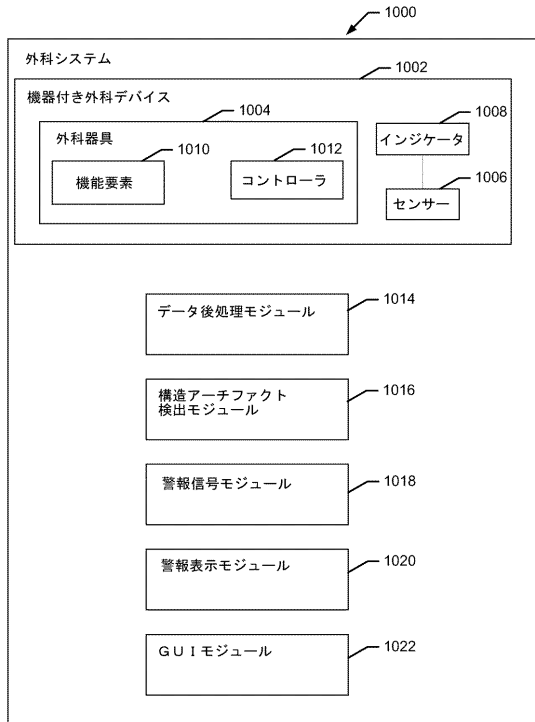 1000
外科システム
1002
機器付き外科デバイス
1004
外科器具
1008
インジケータ
1010
機能要素
1012
コントローラ
1006
センサー
1014
データ後処理モジュール
1016
構造アーチファクト
検出モジュール
1018
警報信号モジュール
1020
警報表示モジュール
1022
ＧＵＩモジュール